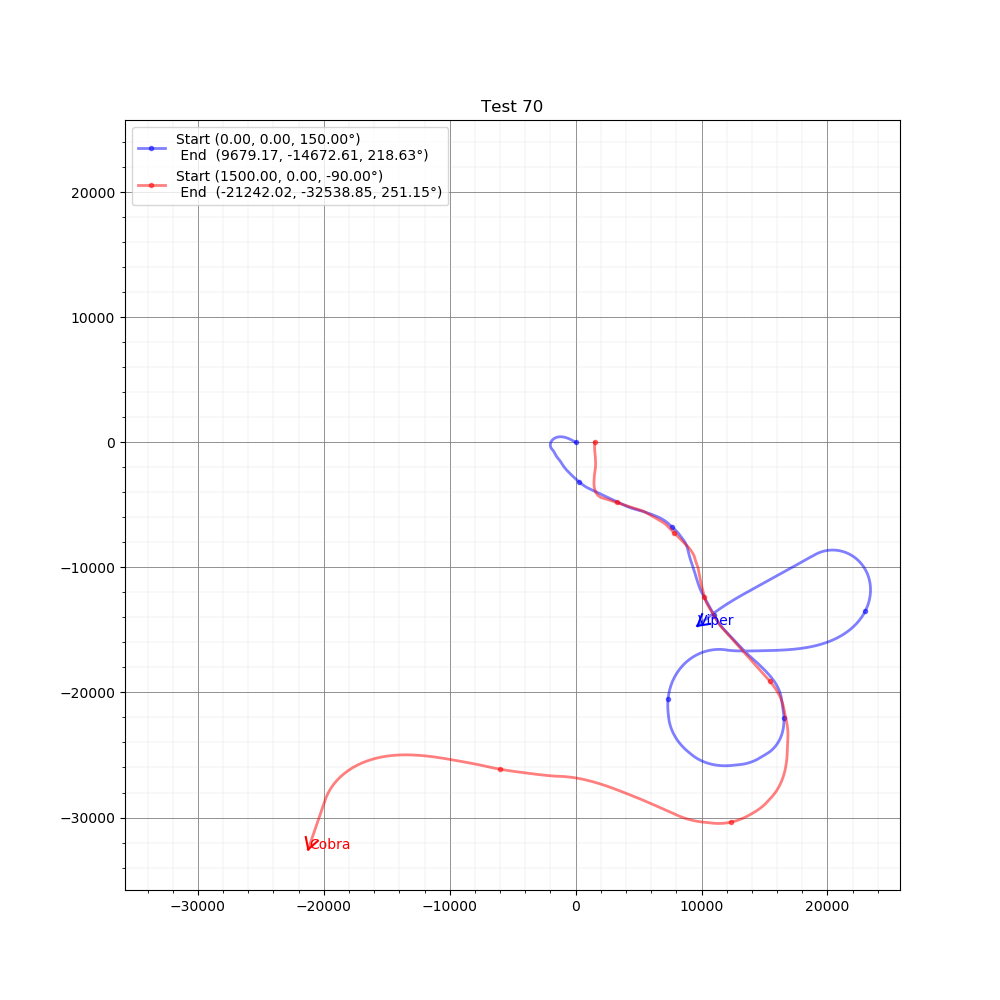 Test 70
Start (0.00, 0.00, 150.00°)
End  (9679.17, -14672.61, 218.63°)
Start (1500.00, 0.00, -90.00°)
End  (-21242.02, -32538.85, 251.15°)
20000
10000
0
−10000
−20000
−30000
Viper
Cobra
−30000
−20000
−10000
0
10000
20000